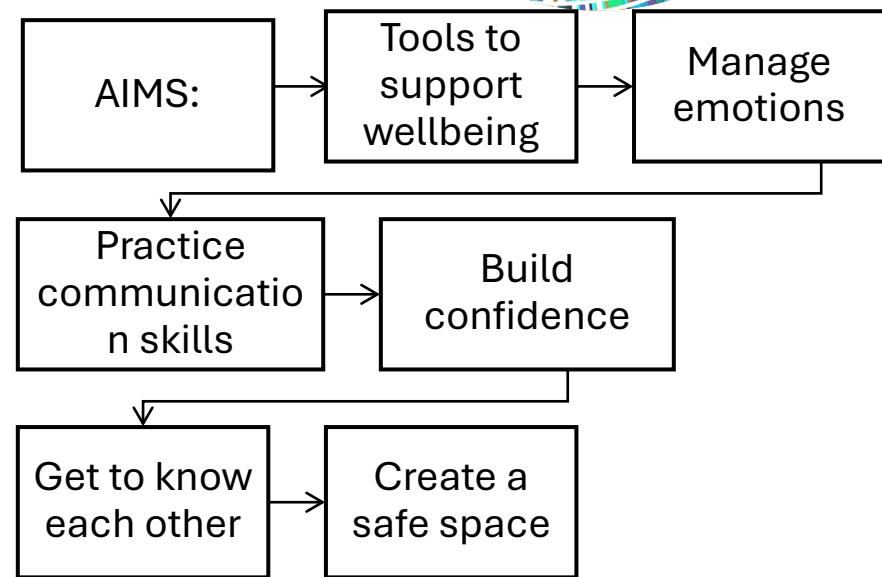 AIMS:
Tools to
support
wellbeing
Manage
emotions
Practice
communicatio
n skills
Build
confidence
Get to know
each other
Create a
safe space